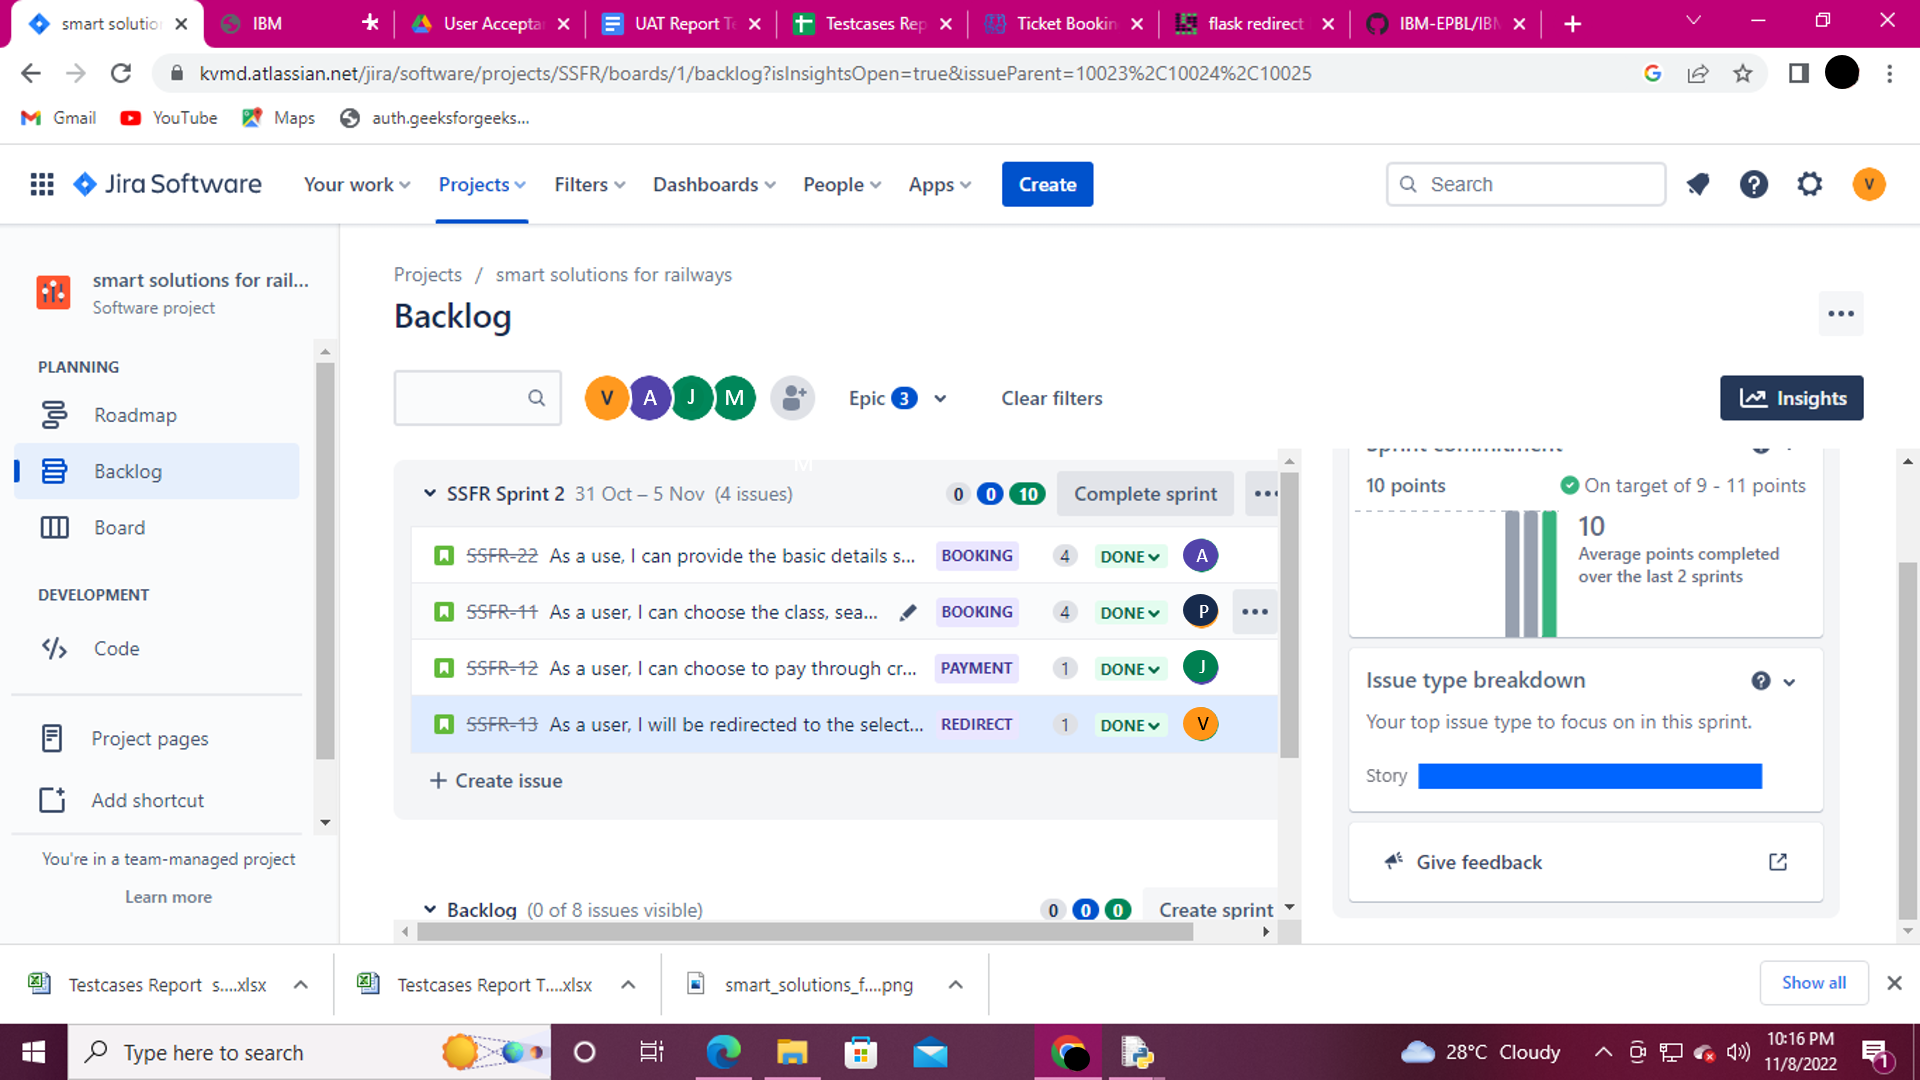 smart solutio
IBM
User Accepta
UAT Report T
Testcases Rep
Ticket Bookin
flask redirect
IBM-EPBL/IBM
kvmd.atlassian.net/jira/software/projects/SSFR/boards/1/backlog?isInsightsOpen=true&issueParent=10023%2C10024%2C10025
Gmail
YouTube
Maps
auth.geeksforgeeks...
Jira Software
Your work
Projects
Filters
Dashboards
People
Apps
Create
Search
V
smart solutions for rail...
Software project
PLANNING
Roadmap
Backlog
Board
DEVELOPMENT
Code
Project pages
Add shortcut
You're in a team-managed project
Learn more
Projects / smart solutions for railways
Backlog
V A J M
Epic 3
Clear filters
Insights
M
SSFR Sprint 2 31 Oct – 5 Nov (4 issues) 0 0 10 Complete sprint
SSFR-22 As a use, I can provide the basic details s... BOOKING 4 DONE A
SSFR-11 As a user, I can choose the class, sea... BOOKING 4 DONE P
SSFR-12 As a user, I can choose to pay through cr... PAYMENT 1 DONE J
SSFR-13 As a user, I will be redirected to the select... REDIRECT 1 DONE V
+ Create issue
Backlog (0 of 8 issues visible) 0 0 0 Create sprint
Sprint commitment
10 points
On target of 9 - 11 points
10
Average points completed
over the last 2 sprints
Issue type breakdown
Your top issue type to focus on in this sprint.
Story
Give feedback
Testcases Report s....xlsx
Testcases Report T....xlsx
smart_solutions_f....png
Show all
Type here to search
28°C Cloudy
10:16 PM
11/8/2022
1